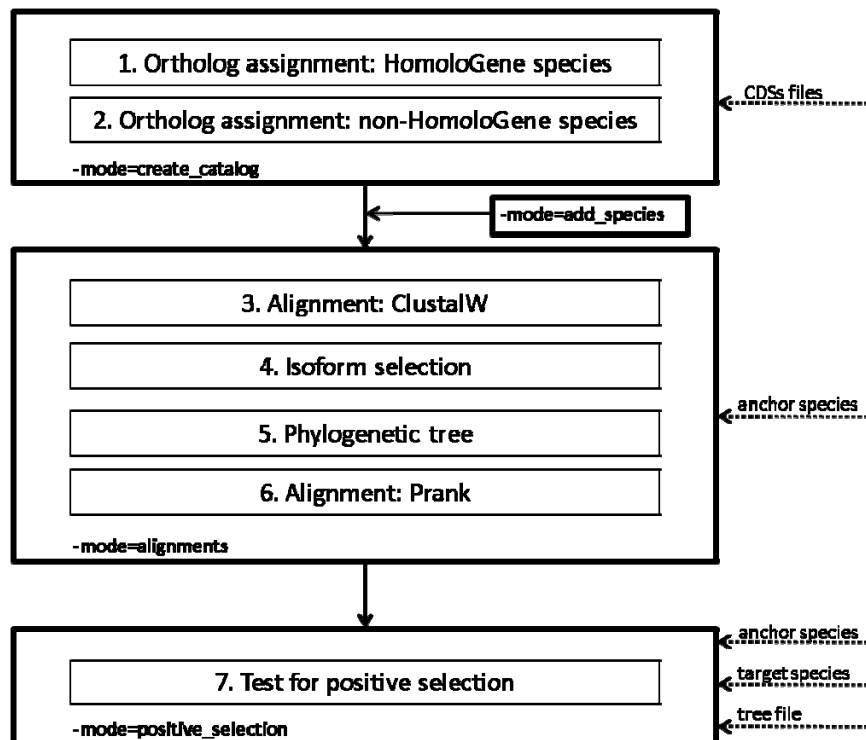 1. Ortholog assignment: HomoloGene species
2. Ortholog assignment: non-HomoloGene species
-mode=create_catalog
CDSs files
-mode=add_species
3. Alignment: ClustalW
4. Isoform selection
5. Phylogenetic tree
6. Alignment: Prank
-mode=alignments
anchor species
7. Test for positive selection
-mode=positive_selection
anchor species
target species
tree file